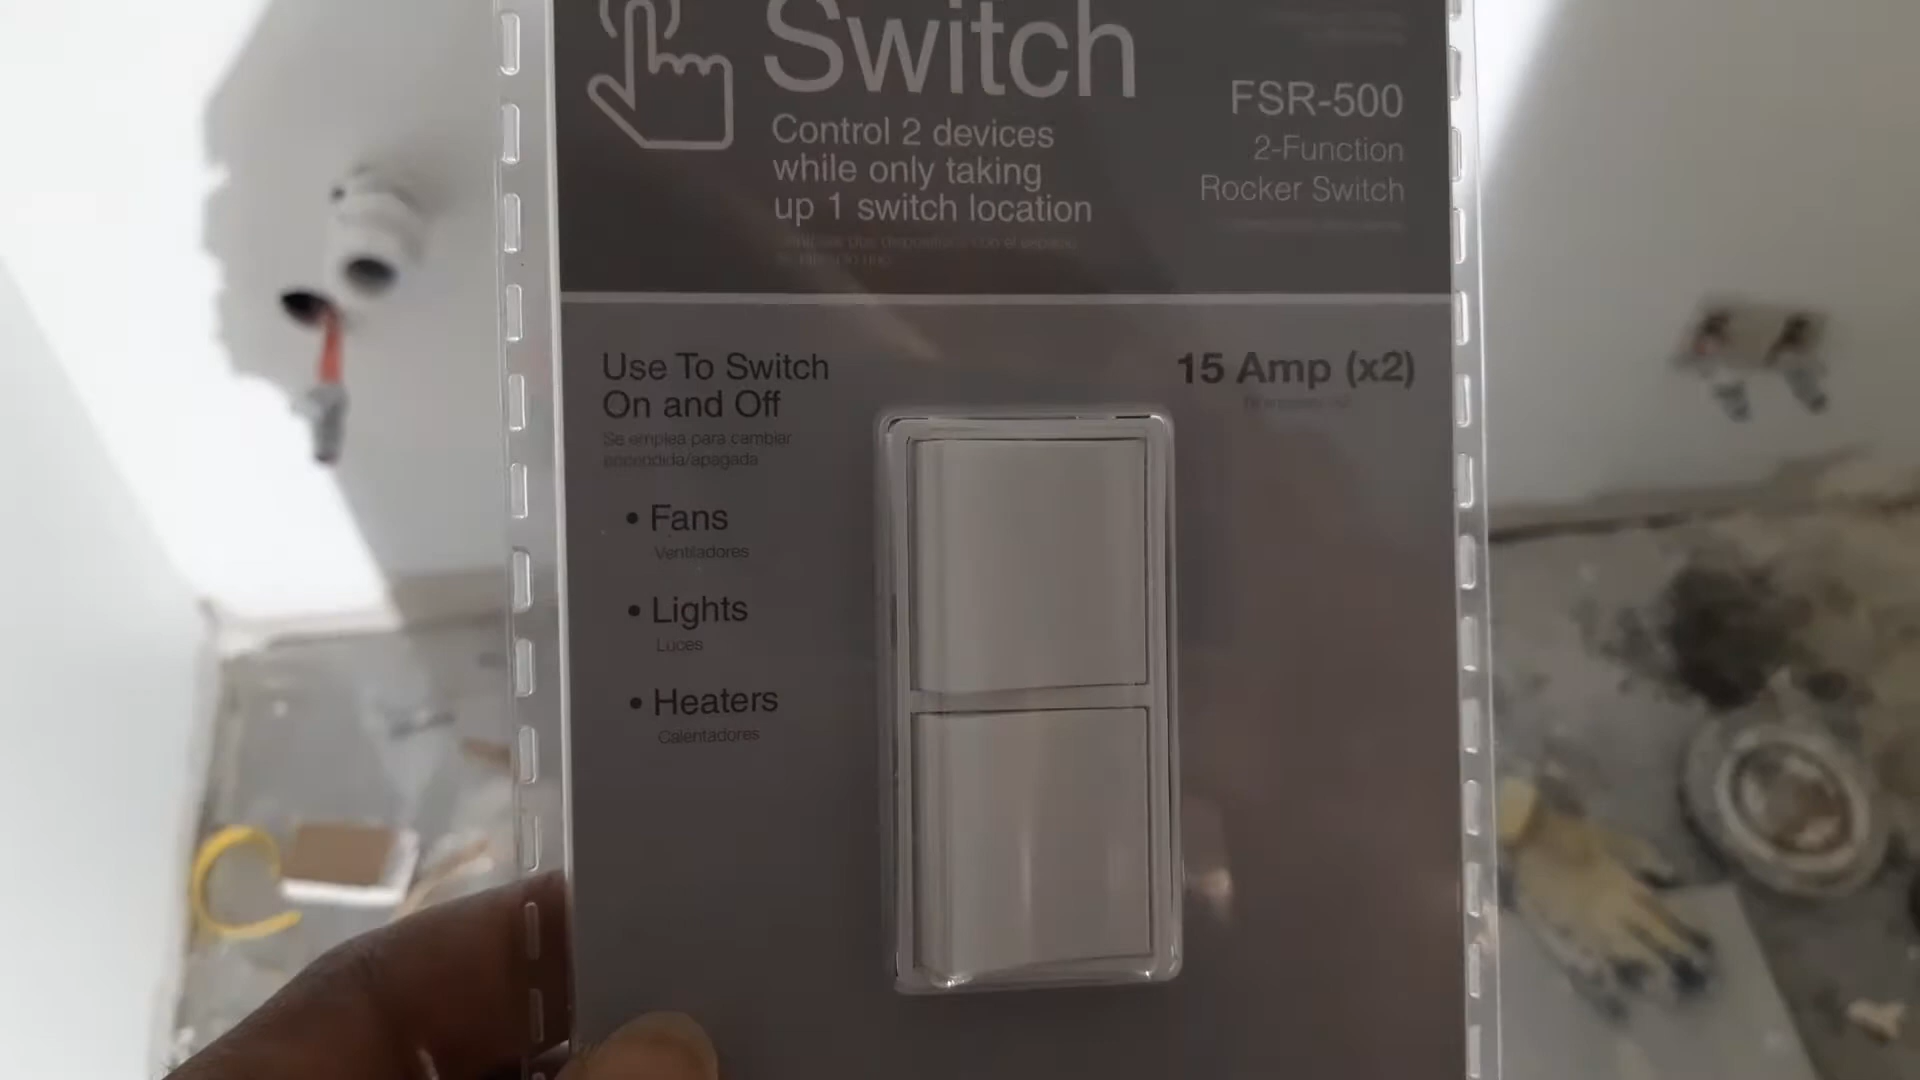 Switch
Control 2 devices
while only taking
up 1 switch location
FSR-500
2-Function
Rocker Switch
Use To Switch
On and Off
Se emplea para cambiar
encendida/apagada
• Fans
Ventiladores
• Lights
Luces
• Heaters
Calentadores
15 Amp (x2)